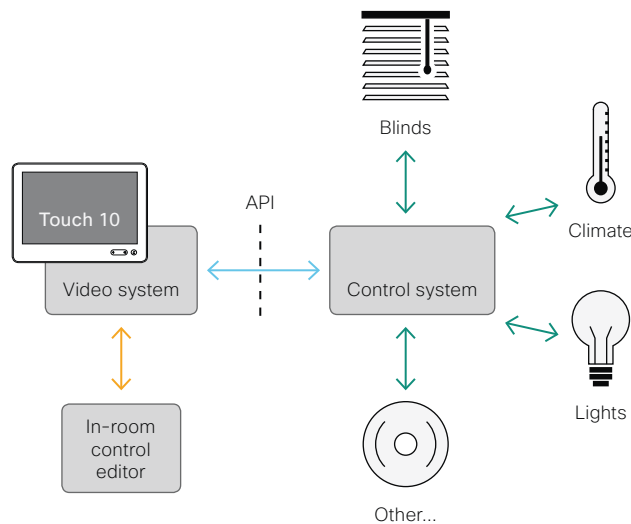 Blinds
Climate
API
Touch 10
Video system
Control system
Lights
In-room
control
editor
Other...